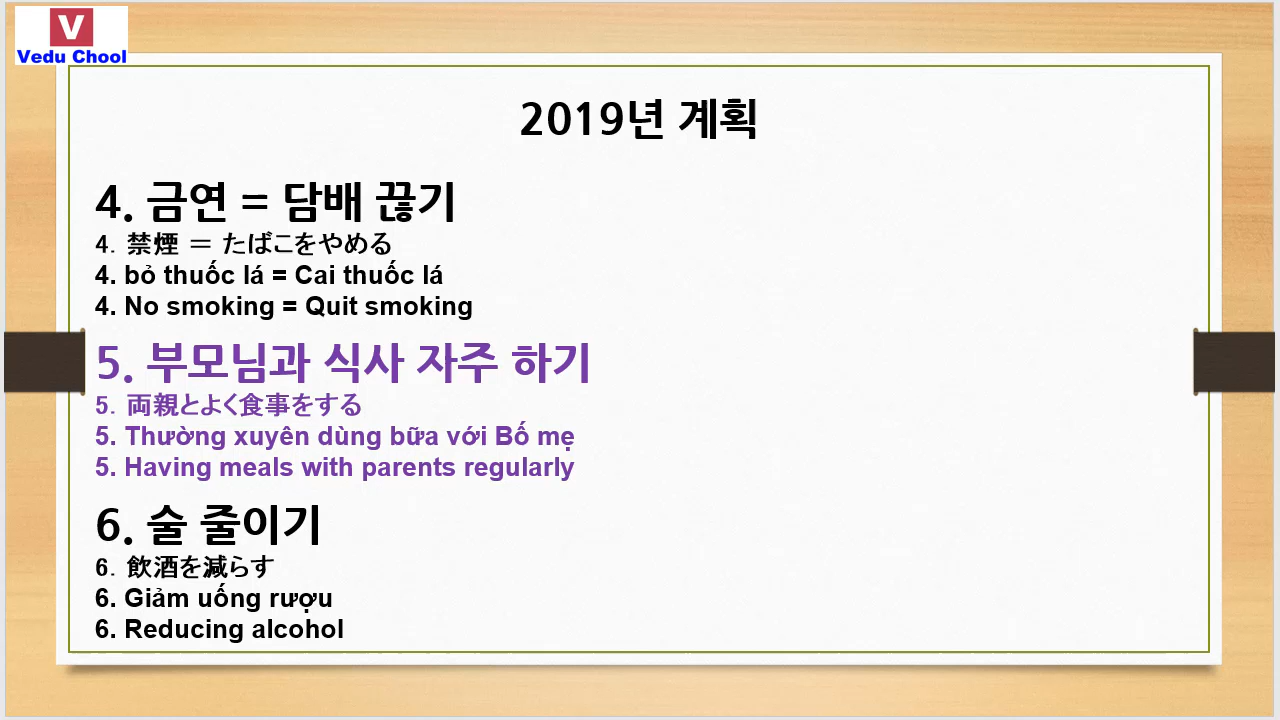 V
Vedu Chool
2019년 계획
4. 금연 = 담배 끊기
4. 禁煙 = たばこをやめる
4. bỏ thuốc lá = Cai thuốc lá
4. No smoking = Quit smoking
5. 부모님과 식사 자주 하기
5. 両親とよく食事をする
5. Thường xuyên dùng bữa với Bố mẹ
5. Having meals with parents regularly
6. 술 줄이기
6. 飲酒を減らす
6. Giảm uống rượu
6. Reducing alcohol